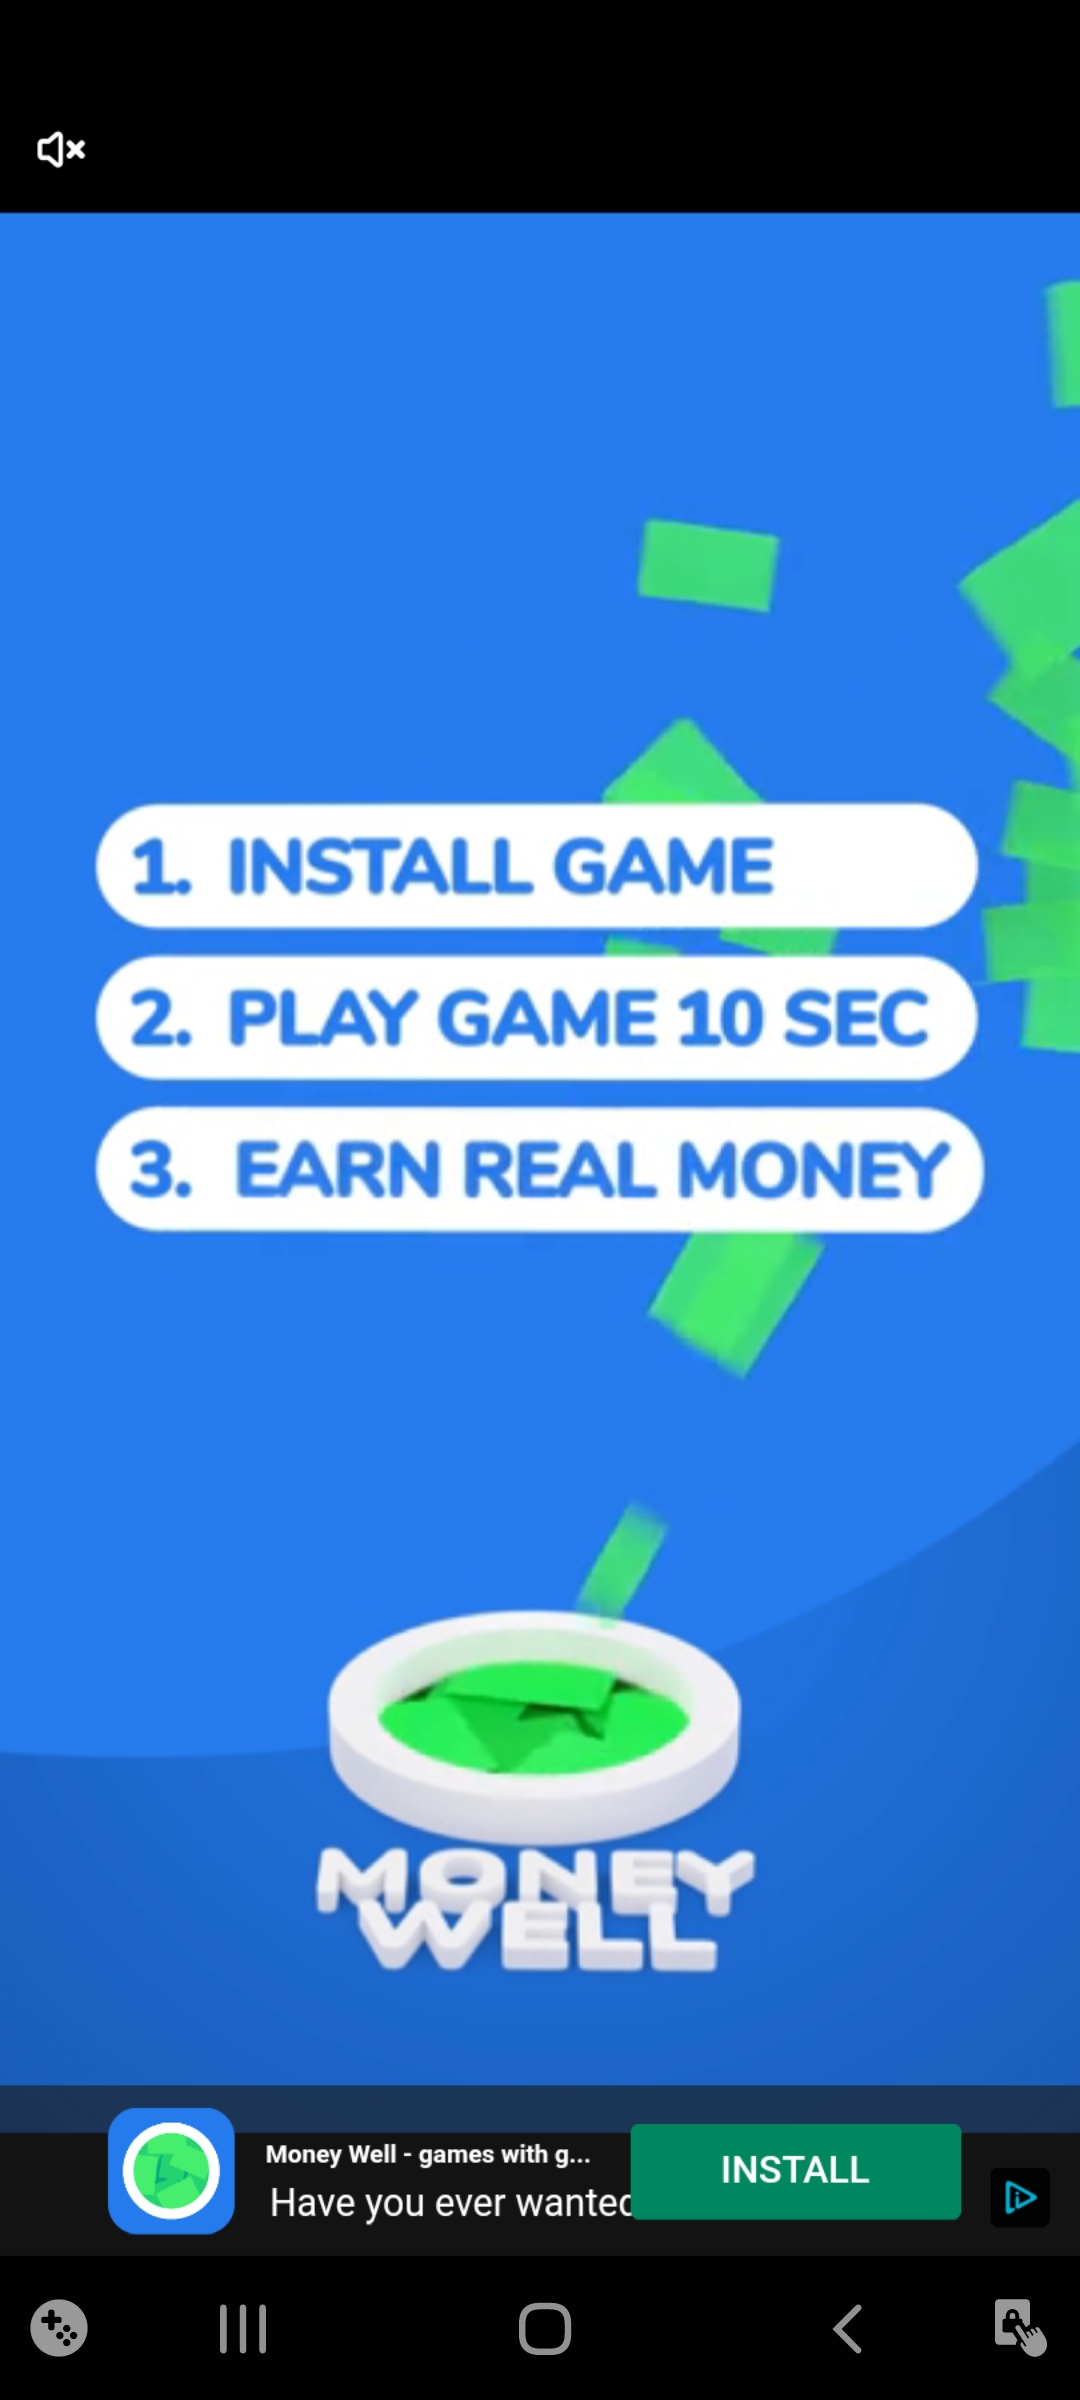 1. INSTALL GAME
2. PLAY GAME 10 SEC
3. EARN REAL MONEY
MONEY
WELL
Money Well - games with g...
Have you ever wanted
INSTALL